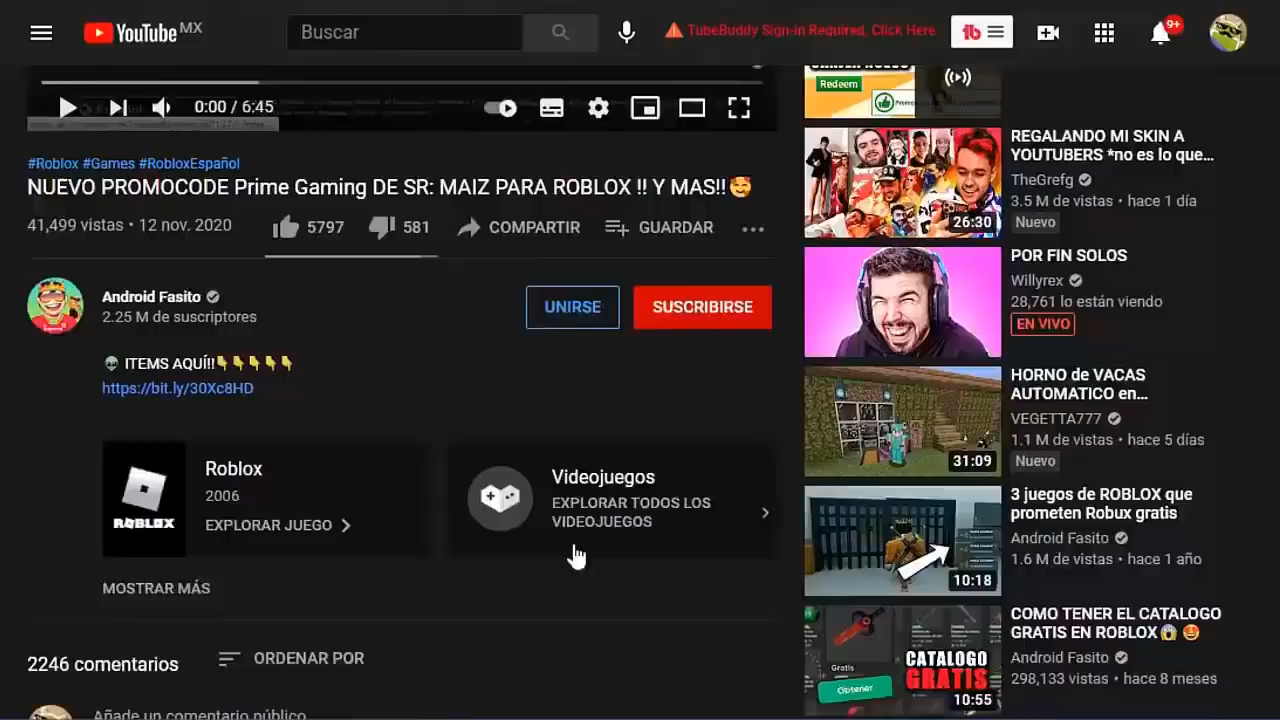 YouTube MX
Buscar
TubeBuddy Sign-in Required, Click Here
9+
0:00 / 6:45
#Roblox #Games #RobloxEspañol
NUEVO PROMOCODE Prime Gaming DE SR: MAIZ PARA ROBLOX !! Y MAS!!🥰
41,499 vistas • 12 nov. 2020
5797
581
COMPARTIR
GUARDAR
Android Fasito
2.25 M de suscriptores
UNIRSE
SUSCRIBIRSE
👽 ITEMS AQUÍ!!👇👇👇👇👇
https://bit.ly/30Xc8HD
ROBLOX
Roblox
2006
EXPLORAR JUEGO
Videojuegos
EXPLORAR TODOS LOS
VIDEOJUEGOS
MOSTRAR MÁS
2246 comentarios
ORDENAR POR
Añade un comentario público
Redeem
REGALANDO MI SKIN A
YOUTUBERS *no es lo que...
TheGrefg
3.5 M de vistas • hace 1 día
Nuevo
26:30
POR FIN SOLOS
Willyrex
28,761 lo están viendo
EN VIVO
HORNO de VACAS
AUTOMATICO en...
VEGETTA777
1.1 M de vistas • hace 5 días
Nuevo
31:09
3 juegos de ROBLOX que
prometen Robux gratis
Android Fasito
1.6 M de vistas • hace 1 año
10:18
COMO TENER EL CATALOGO
GRATIS EN ROBLOX😱🤩
Android Fasito
298,133 vistas • hace 8 meses
Gratis
Obtener
CATALOGO
GRATIS
10:55